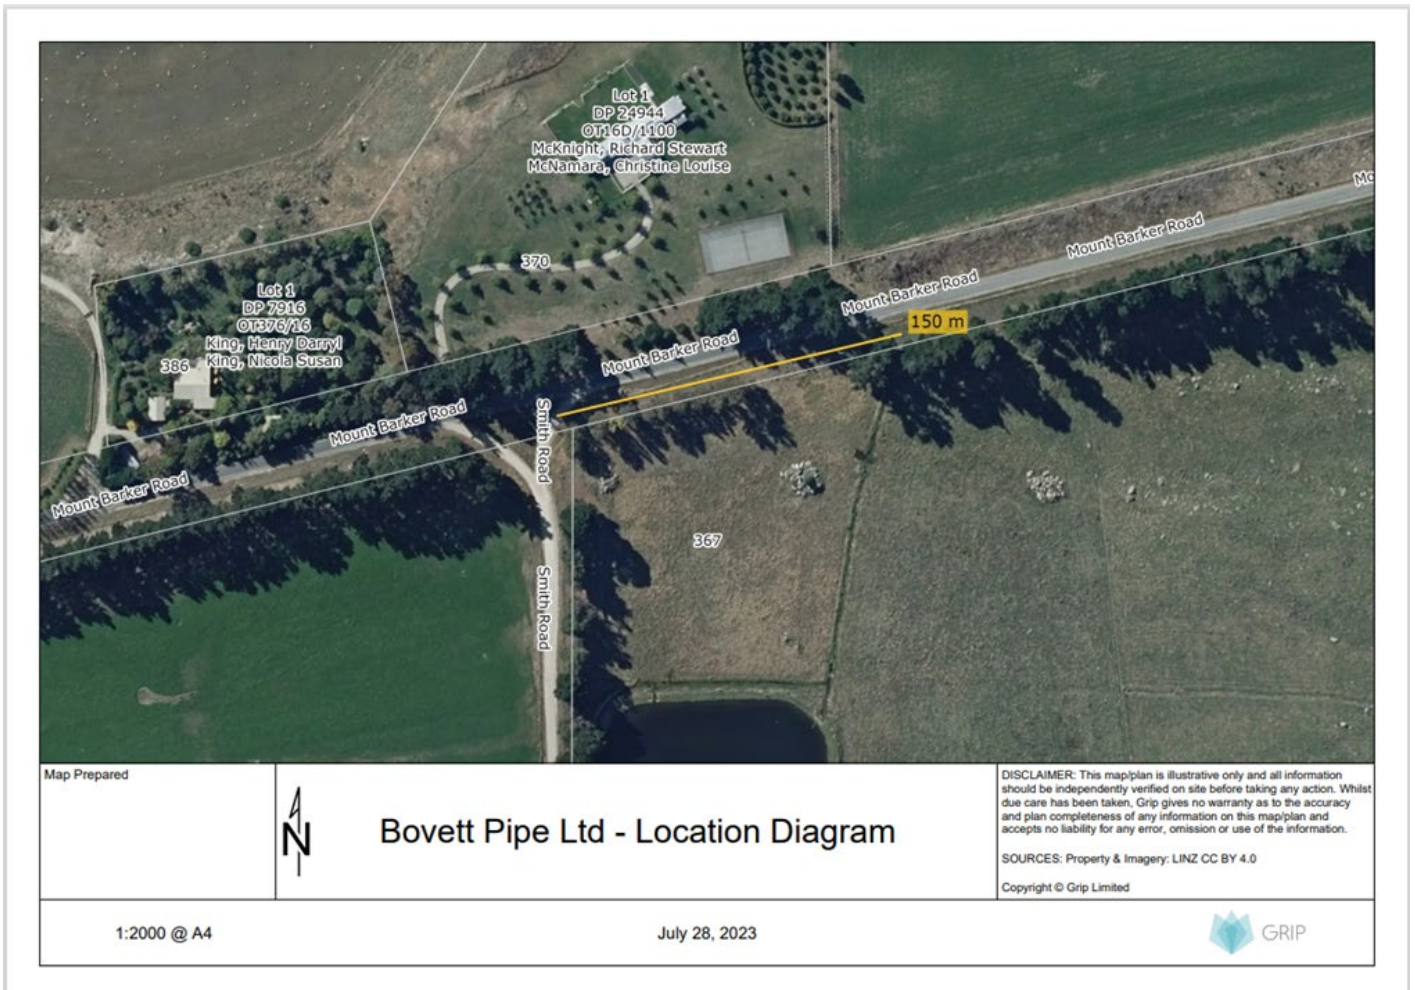 Lot 1
DP 24944
OT16D/1100
McKnight, Richard Stewart
McNamara, Christine Louise
Mo
Mount Barker Road
370
Mount Barker Road
Lot 1
DP 7916
OT376/16
King, Henry Darryl
King, Nicola Susan
386
150 m
Mount Barker Road
Mount Barker Road
Smith Road
Mount Barker Road
367
Smith Road
Map Prepared
N
Bovett Pipe Ltd - Location Diagram
DISCLAIMER: This map/plan is illustrative only and all information
should be independently verified on site before taking any action. Whilst
due care has been taken, Grip gives no warranty as to the accuracy
and plan completeness of any information on this map/plan and
accepts no liability for any error, omission or use of the information.
SOURCES: Property & Imagery: LINZ CC BY 4.0
Copyright © Grip Limited
1:2000 @ A4
July 28, 2023
GRIP